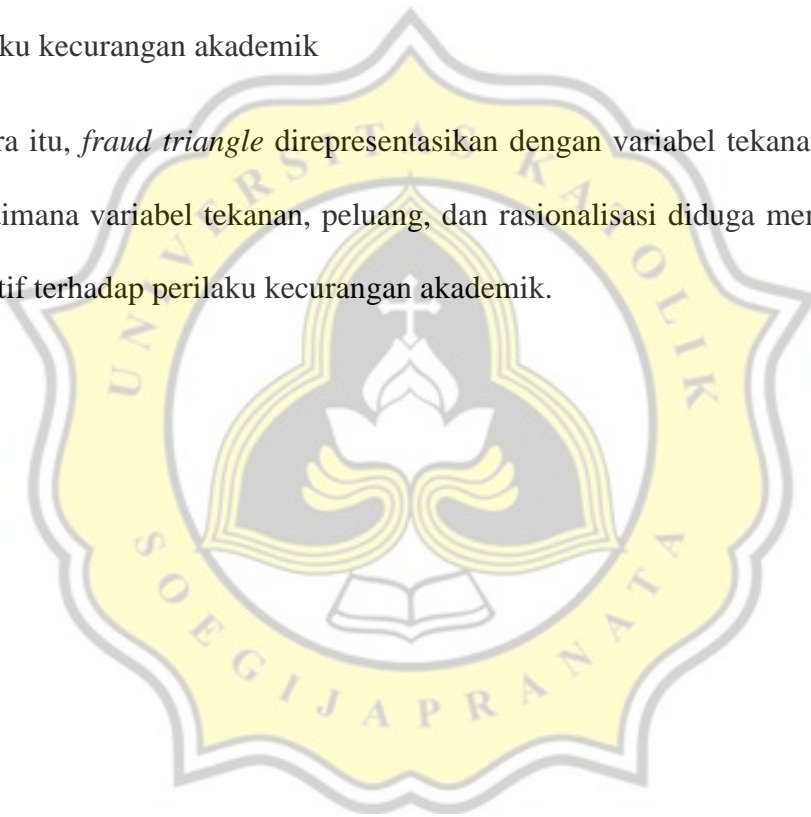 ku kecurangan akademik
ra itu, fraud triangle direpresentasikan dengan variabel tekana
dimana variabel tekanan, peluang, dan rasionalisasi diduga mer
tif terhadap perilaku kecurangan akademik.
UNIVERSITAS KATOLIK
SOEGIJAPRANATA